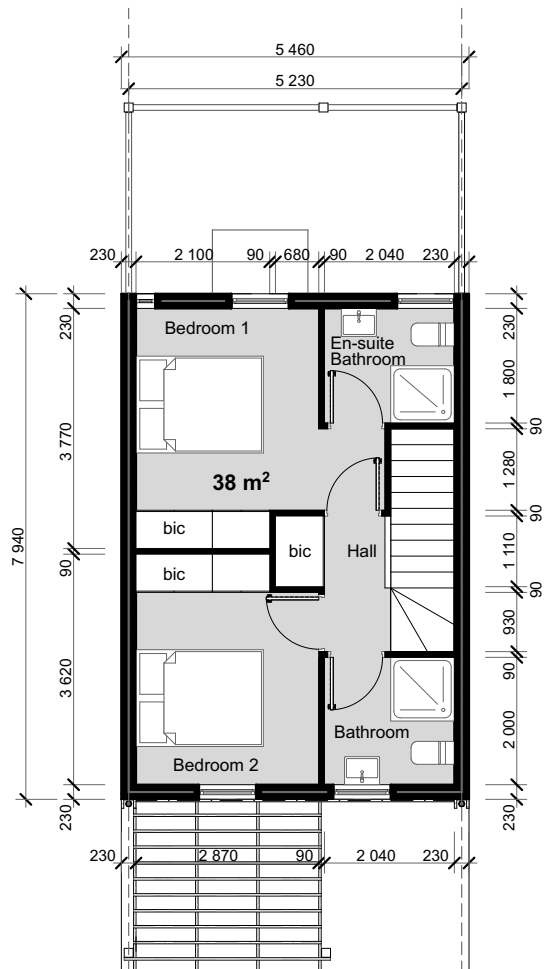 5 460
5 230
230 2 100 90 680 90 2 040 230
230
3 770
7 940
90
3 620
230
Bedroom 1
En-suite
Bathroom
38 m²
bic
bic
bic
Hall
Bathroom
Bedroom 2
230
1 800
90
1 280
90
1 110
90
930
90
2 000
230
230 2 870 90 2 040 230